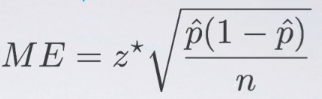 ME = z* √(p̂(1 − p̂)/n)